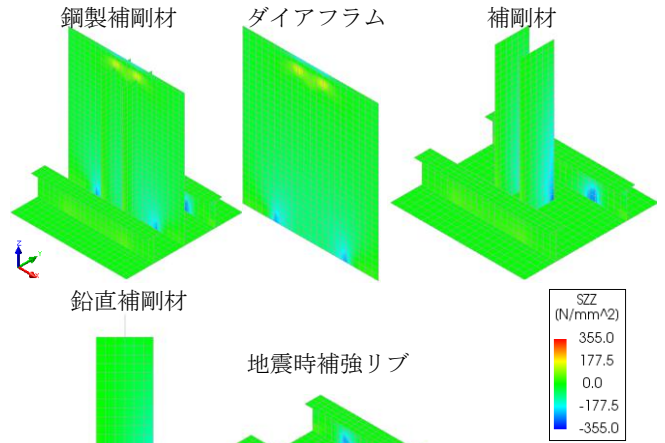 鋼製補剛材
ダイアフラム
補剛材
Z
Y
X
鉛直補剛材
地震時補強リブ
SZZ
(N/mm^2)
355.0
177.5
0.0
-177.5
-355.0